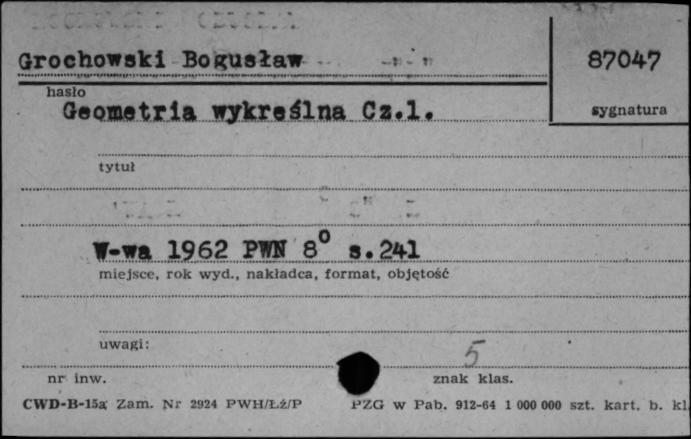 Grochowski Bogusław
87047
hasło
Geometria wykreślna Cz.1.
sygnatura
tytuł
W-wa 1962 PWN 8° s.241
miejsce, rok wyd., nakładca, format, objętość
uwagi:
5
nr inw.
znak klas.
CWD-B-15a Zam. Nr 2924 PWH/Łź/P
PZG w Pab. 912-64 1 000 000 szt. kart. b. kl